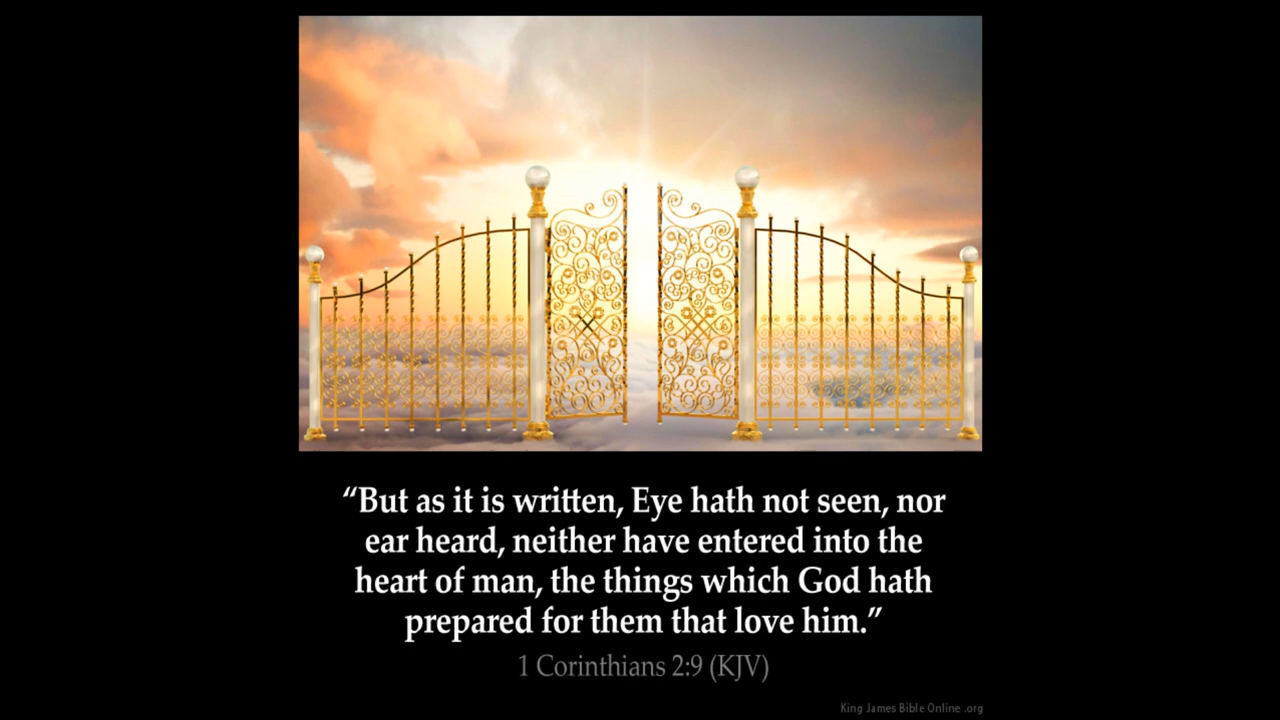 “But as it is written, Eye hath not seen, nor
ear heard, neither have entered into the
heart of man, the things which God hath
prepared for them that love him.”
1 Corinthians 2:9 (KJV)
King James Bible Online .org